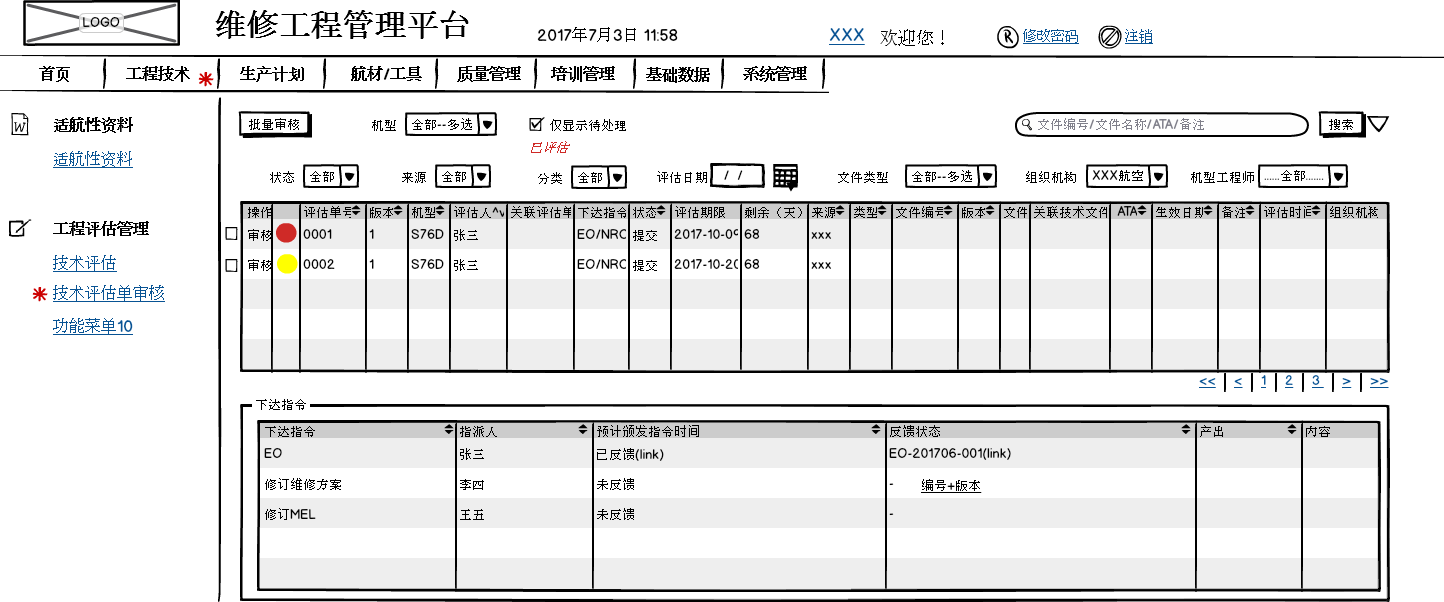 LOGO 维修工程管理平台 2017年7月3日 11:58 XXX 欢迎您！ R 修改密码 注销
首页 工程技术 * 生产计划 航材/工具 质量管理 培训管理 基础数据 系统管理
W 适航性资料
适航性资料
工程评估管理
技术评估
* 技术评估单审核
功能菜单10
批量审核 机型 全部--多选 仅显示待处理 文件编号/文件名称/ATA/备注 搜索
已评估
状态 全部 来源 全部 分类 全部 评估日期 / / 文件类型 全部--多选 组织机构 XXX航空 机型工程师 ......全部.......
操作 评估单号 版本 机型 评估人^v 关联评估单 下达指令 状态 评估期限 剩余（天） 来源 类型 文件编号 版本 文件 关联技术文件 ATA 生效日期 备注 评估时间 组织机构
审核 0001 1 S76D 张三 EO/NRC 提交 2017-10-09 68 xxx
审核 0002 1 S76D 张三 EO/NRC 提交 2017-10-20 68 xxx
<< < 1 2 3 > >>
下达指令
下达指令 指派人 预计颁发指令时间 反馈状态 产出 内容
EO 张三 已反馈(link) EO-201706-001(link)
修订维修方案 李四 未反馈 - 编号+版本
修订MEL 王五 未反馈 -